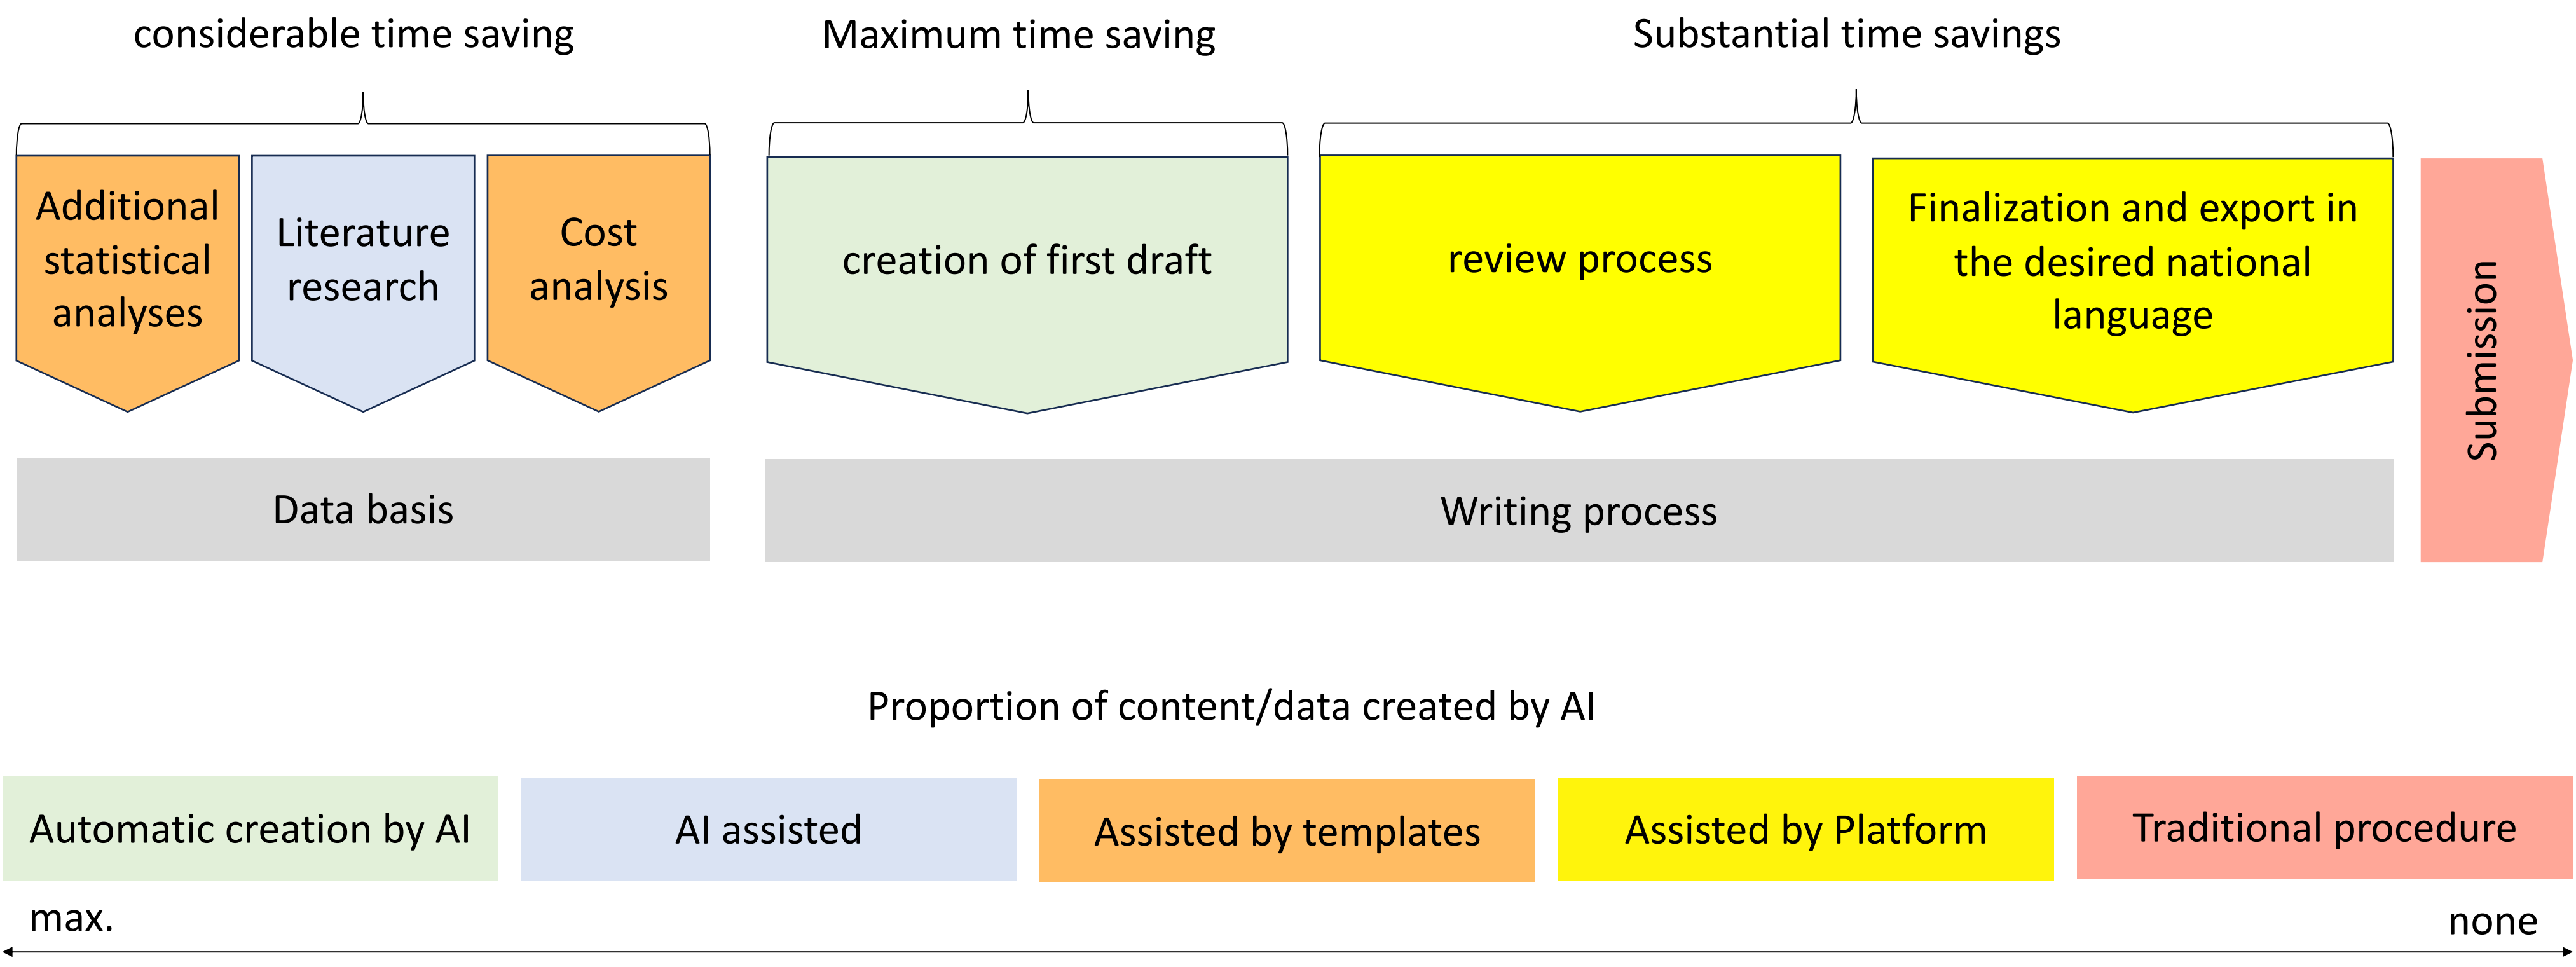 considerable time saving
Maximum time saving
Substantial time savings
Additional
statistical
analyses
Literature
research
Cost
analysis
creation of first draft
review process
Finalization and export in
the desired national
language
Submission
Data basis
Writing process
Proportion of content/data created by AI
Automatic creation by AI
AI assisted
Assisted by templates
Assisted by Platform
Traditional procedure
max.
none